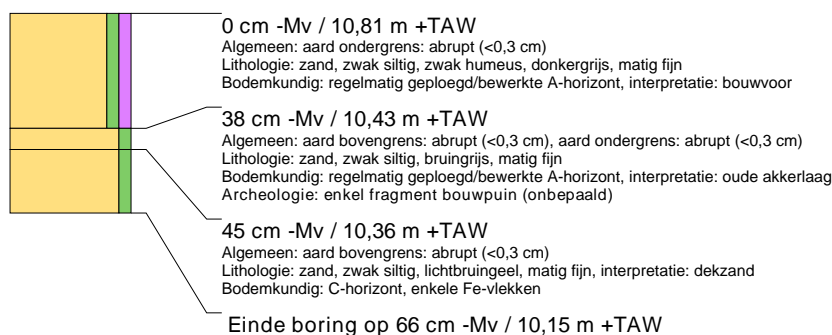 0 cm -Mv / 10,81 m +TAW
Algemeen: aard ondergrens: abrupt (<0,3 cm)
Lithologie: zand, zwak siltig, zwak humeus, donkergrijs, matig fijn
Bodemkundig: regelmatig geploegd/bewerkte A-horizont, interpretatie: bouwvoor
38 cm -Mv / 10,43 m +TAW
Algemeen: aard bovengrens: abrupt (<0,3 cm), aard ondergrens: abrupt (<0,3 cm)
Lithologie: zand, zwak siltig, bruingrijs, matig fijn
Bodemkundig: regelmatig geploegd/bewerkte A-horizont, interpretatie: oude akkerlaag
Archeologie: enkel fragment bouwpuin (onbepaald)
45 cm -Mv / 10,36 m +TAW
Algemeen: aard bovengrens: abrupt (<0,3 cm)
Lithologie: zand, zwak siltig, lichtbruingeel, matig fijn, interpretatie: dekzand
Bodemkundig: C-horizont, enkele Fe-vlekken
Einde boring op 66 cm -Mv / 10,15 m +TAW